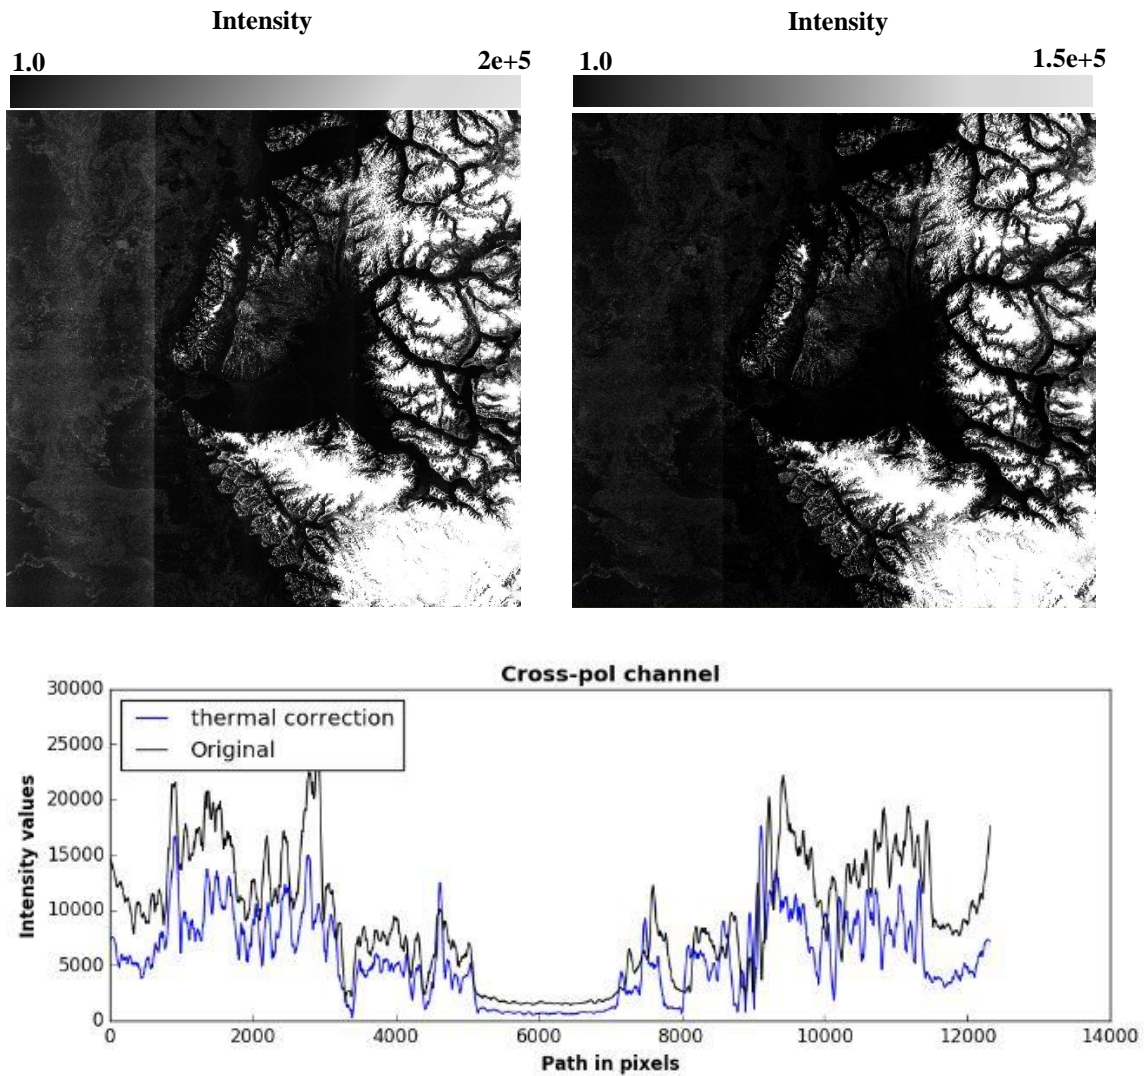 Intensity
Intensity
1.0 2e+5
1.0 1.5e+5
Cross-pol channel
30000
25000
20000
15000
10000
5000
0
Intensity values
thermal correction
Original
0 2000 4000 6000 8000 10000 12000 14000
Path in pixels